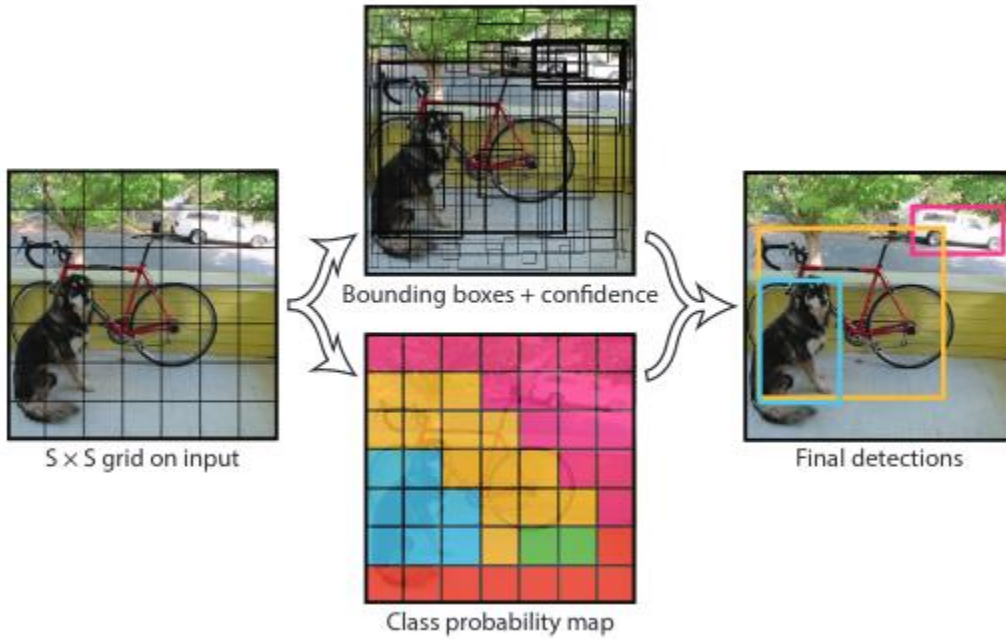 Bounding boxes + confidence
S × S grid on input
Final detections
Class probability map